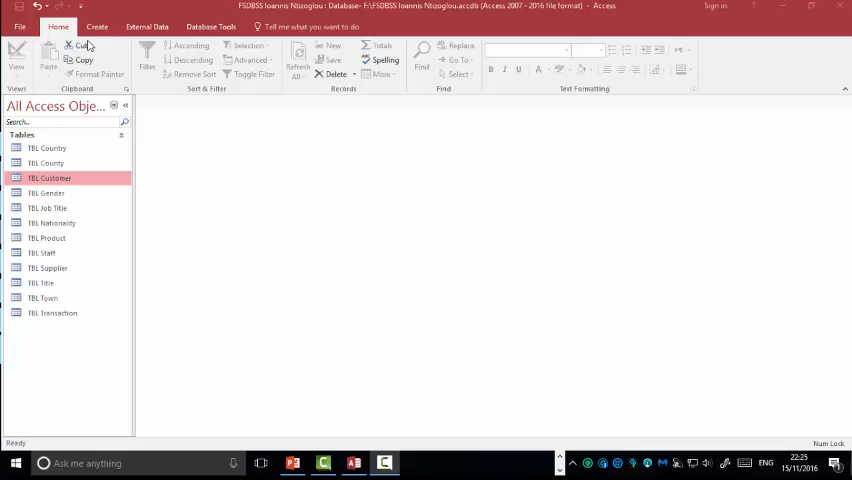 FSDBSS Ioannis Ntizoglou : Database- F:\FSDBSS Ioannis Ntizoglou.accdb (Access 2007 - 2016 file format) - Access
Sign in
File Home Create External Data Database Tools Tell me what you want to do
View
Views
Paste
Cut
Copy
Format Painter
Clipboard
Filter
Ascending
Descending
Remove Sort
Selection
Advanced
Toggle Filter
Sort & Filter
Refresh
All
New
Save
Delete
Totals
Spelling
More
Records
Find
Replace
Go To
Select
Find
B I U A
Text Formatting
All Access Obje...
Search...
Tables
TBL Country
TBL County
TBL Customer
TBL Gender
TBL Job Title
TBL Nationality
TBL Product
TBL Staff
TBL Supplier
TBL Title
TBL Town
TBL Transaction
Ready
Num Lock
Ask me anything
ENG
22:25
15/11/2016